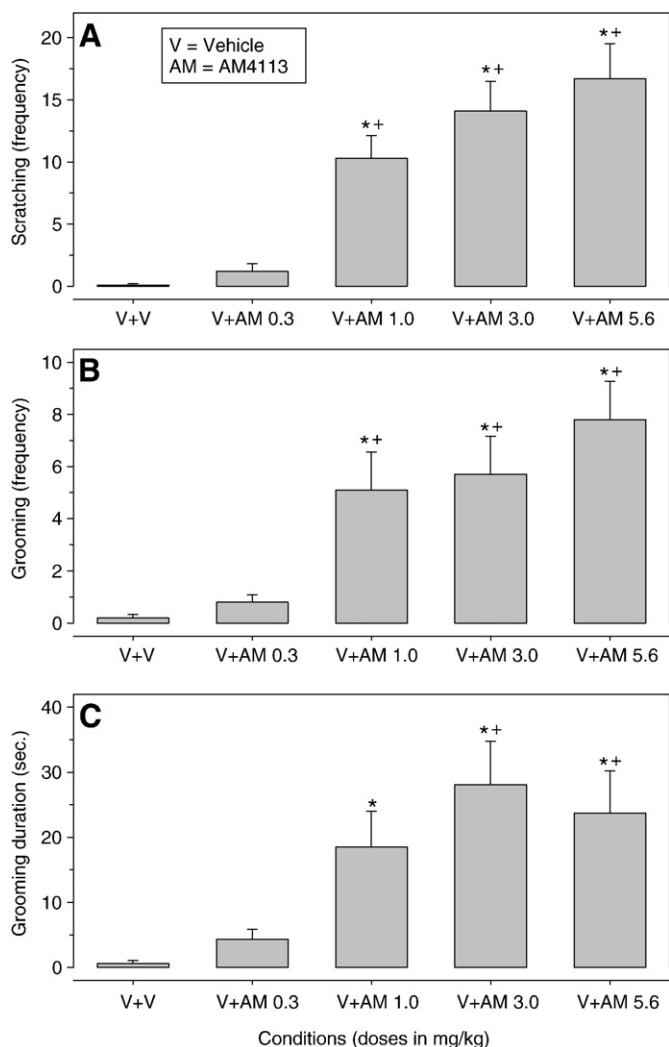 A
V = Vehicle
AM = AM4113
Scratching (frequency)
20
15
10
5
0
*+
*+
*+
V+V
V+AM 0.3
V+AM 1.0
V+AM 3.0
V+AM 5.6
B
Grooming (frequency)
10
8
6
4
2
0
*+
*+
*+
V+V
V+AM 0.3
V+AM 1.0
V+AM 3.0
V+AM 5.6
C
Grooming duration (sec.)
40
30
20
10
0
*
*+
*+
V+V
V+AM 0.3
V+AM 1.0
V+AM 3.0
V+AM 5.6
Conditions (doses in mg/kg)